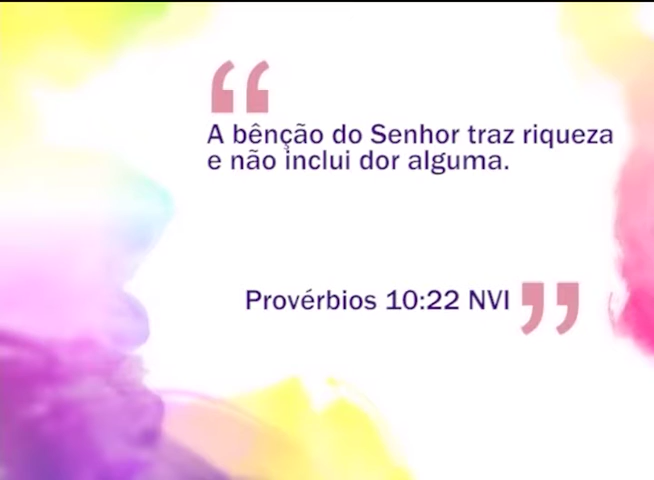 “
A bênção do Senhor traz riqueza
e não inclui dor alguma.
Provérbios 10:22 NVI ”